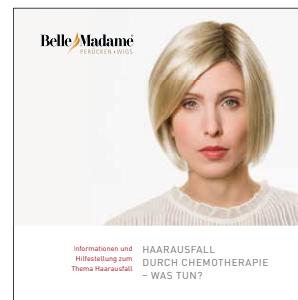 Belle Madame
PERÜCKEN • WIGS
Informationen und
Hilfestellung zum
Thema Haarausfall
HAARAUSFALL
DURCH CHEMOTHERAPIE
– WAS TUN?